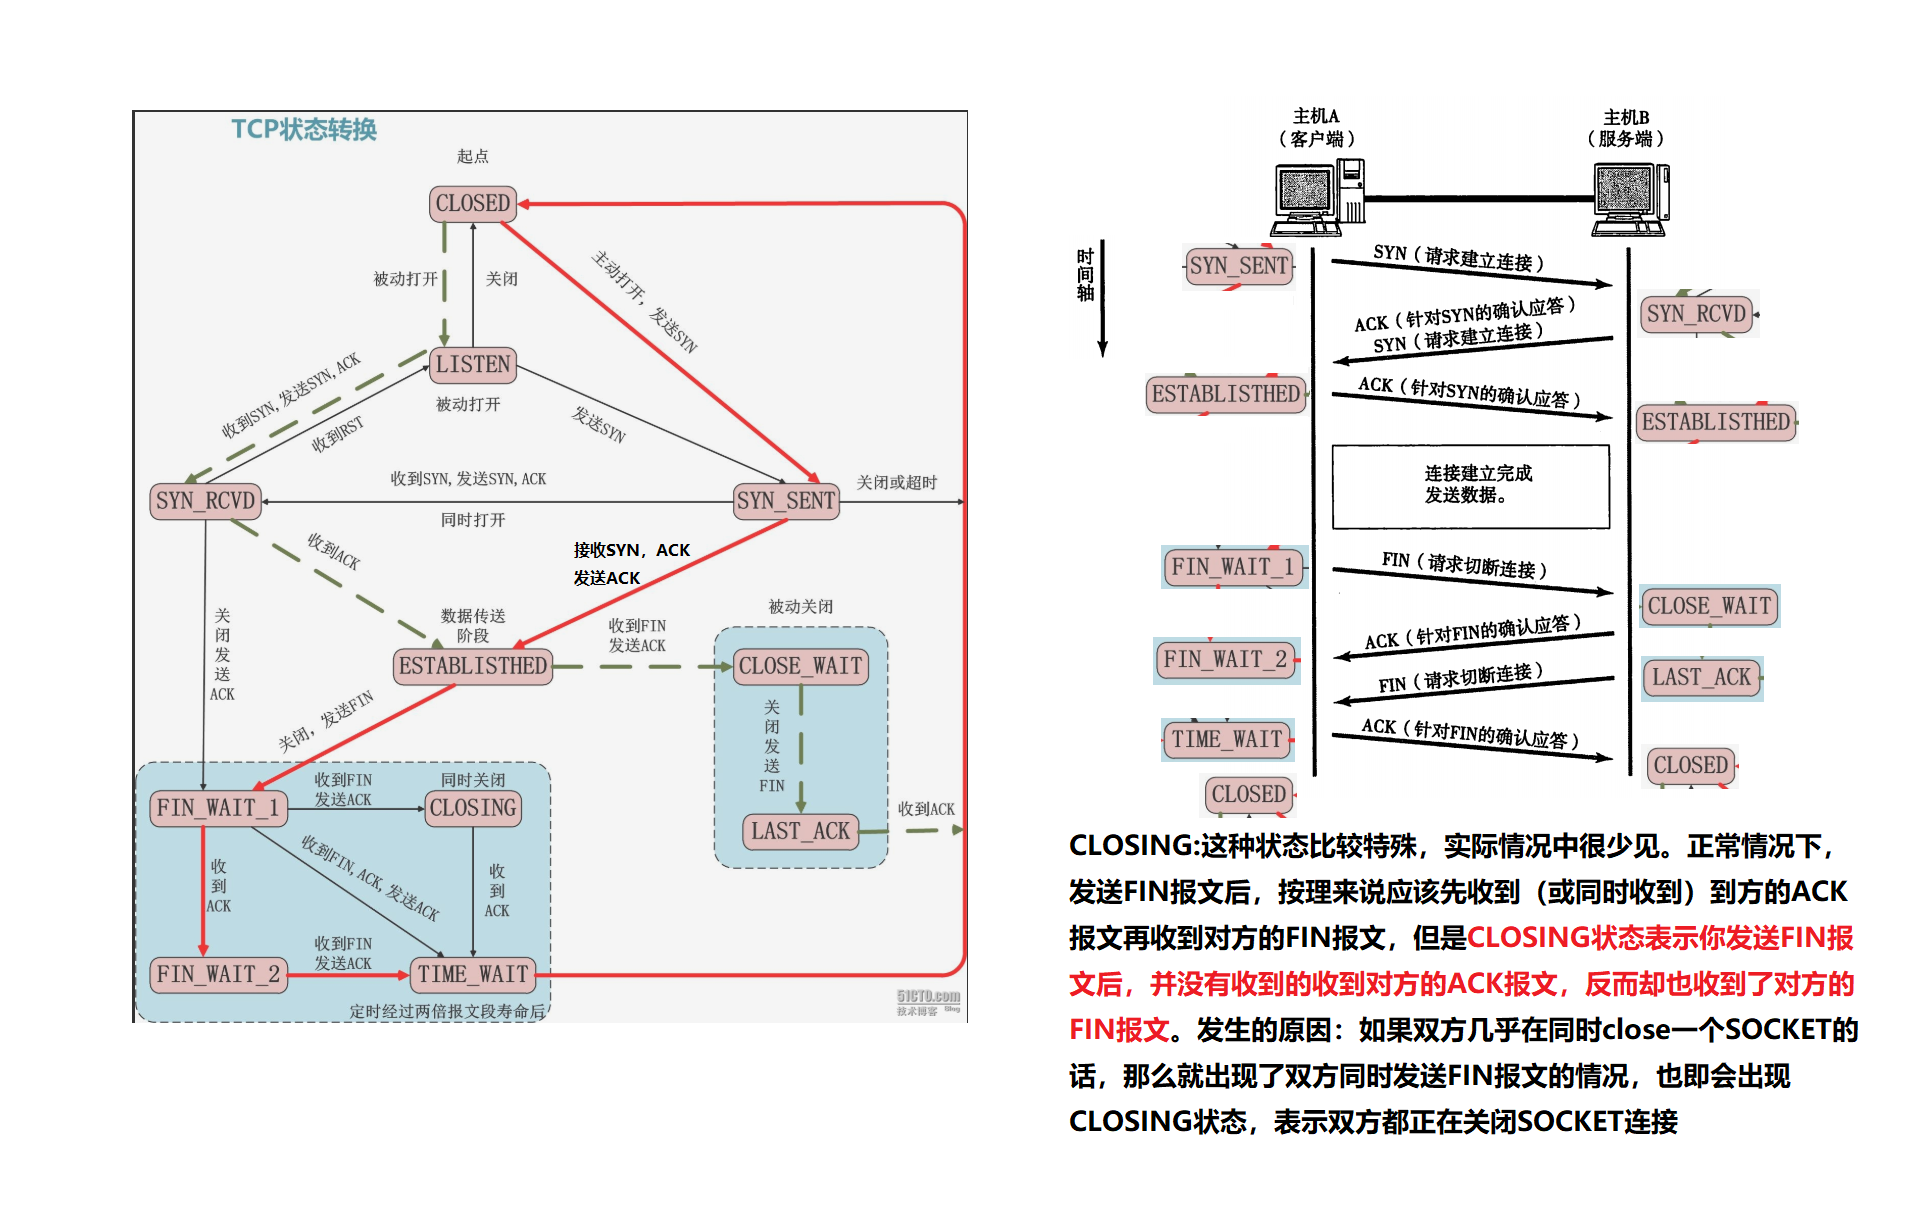 TCP状态转换
起点
CLOSED
被动打开
关闭
主动打开，发送SYN
LISTEN
被动打开
收到SYN,发送SYN,ACK
收到RST
发送SYN
SYN_RCVD
收到SYN,发送SYN,ACK
同时打开
SYN_SENT
关闭或超时
收到ACK
接收SYN，ACK
发送ACK
关
闭
发
送
ACK
数据传送
阶段
ESTABLISTHED
收到FIN
发送ACK
被动关闭
CLOSE_WAIT
关
闭
发
送
FIN
LAST_ACK
收到ACK
关闭，发送FIN
FIN_WAIT_1
收到FIN
发送ACK
同时关闭
CLOSING
收
到
ACK
收到FIN,ACK,发送ACK
收
到
ACK
FIN_WAIT_2
收到FIN
发送ACK
TIME_WAIT
定时经过两倍报文段寿命后
51CTO.com
技术博客 Blog
主机A
（客户端）
主机B
（服务端）
时间轴
SYN_SENT
SYN（请求建立连接）
SYN_RCVD
ACK（针对SYN的确认应答）
SYN（请求建立连接）
ESTABLISTHED
ACK（针对SYN的确认应答）
ESTABLISTHED
连接建立完成
发送数据。
FIN_WAIT_1
FIN（请求切断连接）
CLOSE_WAIT
ACK（针对FIN的确认应答）
FIN_WAIT_2
FIN（请求切断连接）
LAST_ACK
TIME_WAIT
ACK（针对FIN的确认应答）
CLOSED
CLOSED
CLOSING:这种状态比较特殊，实际情况中很少见。正常情况下，
发送FIN报文后，按理来说应该先收到（或同时收到）到方的ACK
报文再收到对方的FIN报文，但是CLOSING状态表示你发送FIN报
文后，并没有收到的收到对方的ACK报文，反而却也收到了对方的
FIN报文。发生的原因：如果双方几乎在同时close一个SOCKET的
话，那么就出现了双方同时发送FIN报文的情况，也即会出现
CLOSING状态，表示双方都正在关闭SOCKET连接